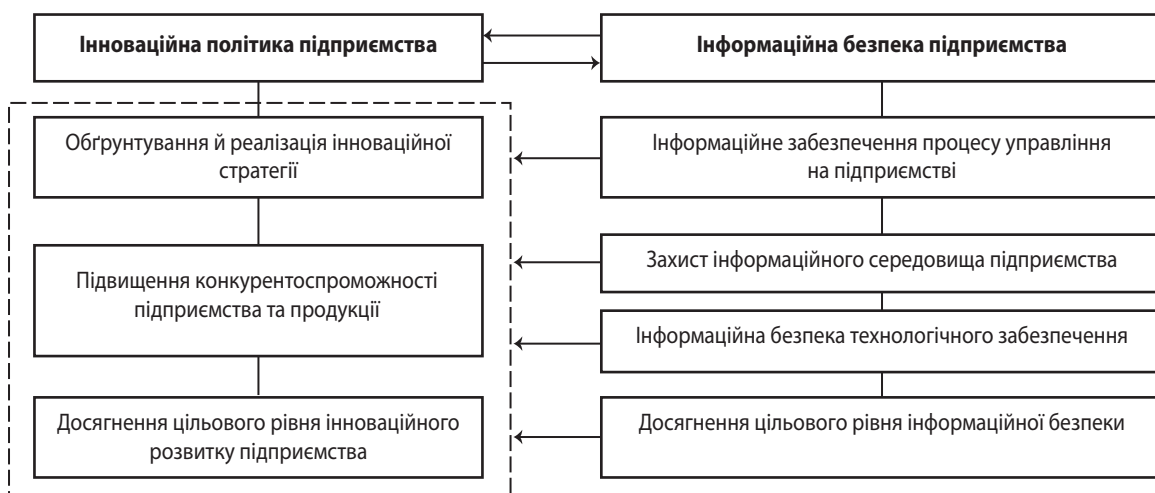 Інноваційна політика підприємства
Обґрунтування й реалізація інноваційної
стратегії
Підвищення конкурентоспроможності
підприємства та продукції
Досягнення цільового рівня інноваційного
розвитку підприємства
Інформаційна безпека підприємства
Інформаційне забезпечення процесу управління
на підприємстві
Захист інформаційного середовища підприємства
Інформаційна безпека технологічного забезпечення
Досягнення цільового рівня інформаційної безпеки